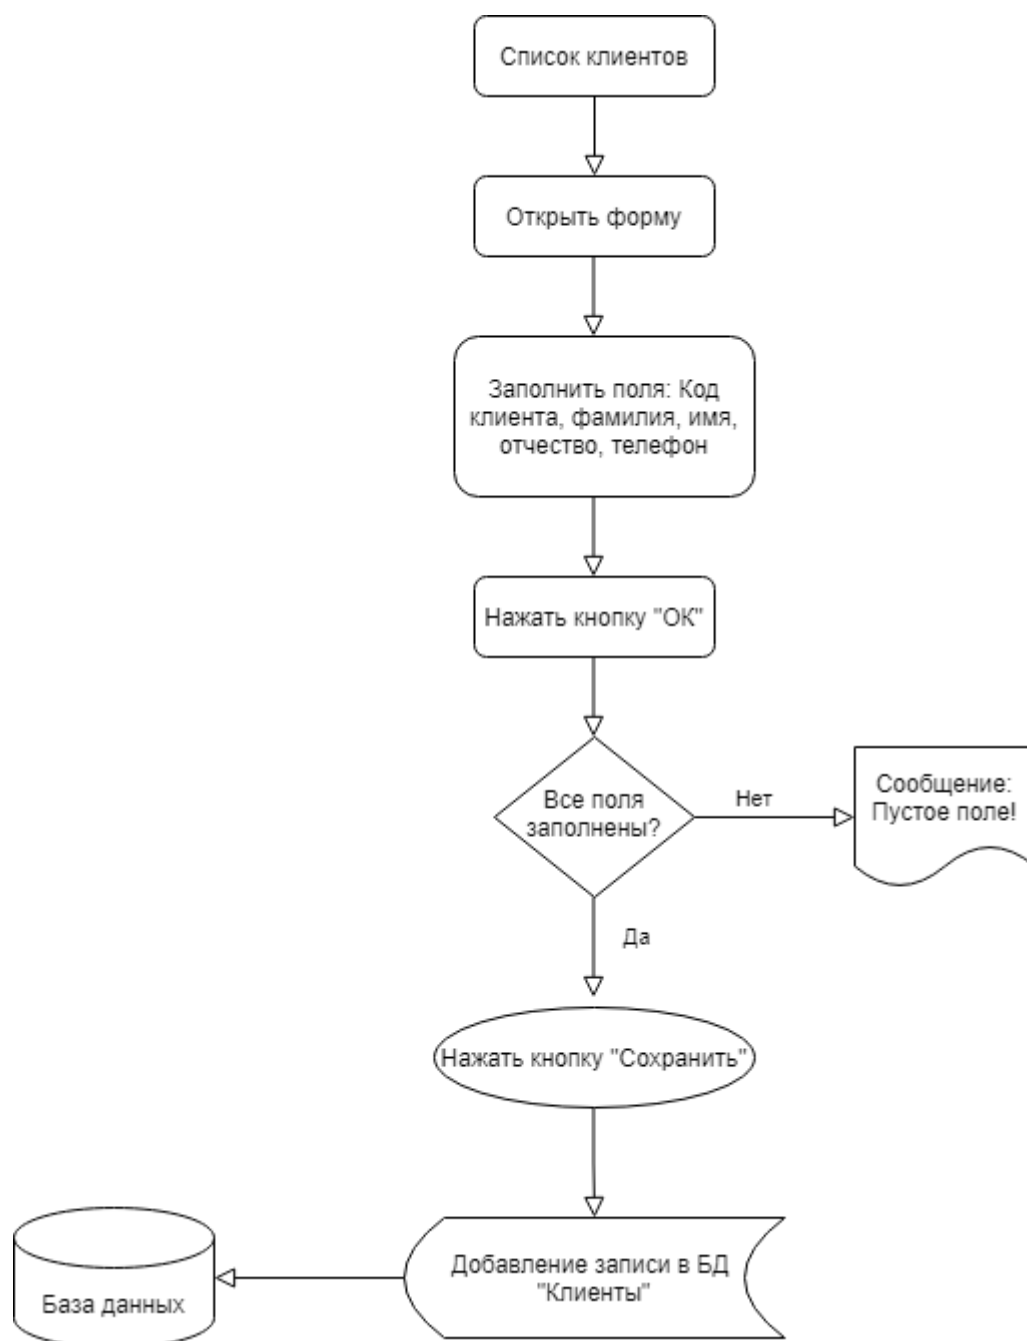 Список клиентов
Открыть форму
Заполнить поля: Код
клиента, фамилия, имя,
отчество, телефон
Нажать кнопку "ОК"
Все поля
заполнены?
Нет
Сообщение:
Пустое поле!
Да
Нажать кнопку "Сохранить"
Добавление записи в БД
"Клиенты"
База данных